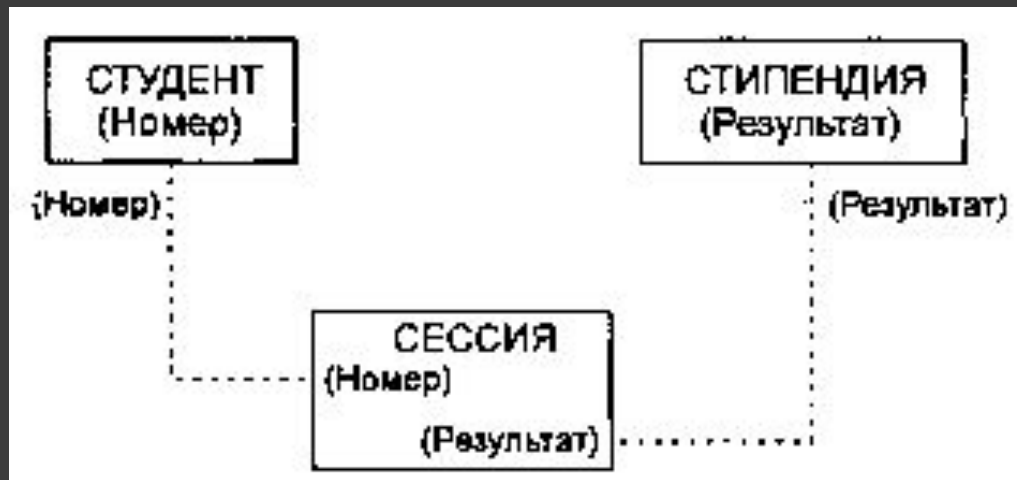 СТУДЕНТ
(Номер)
СТИПЕНДИЯ
(Результат)
(Номер)
(Результат)
СЕССИЯ
(Номер)
(Результат)